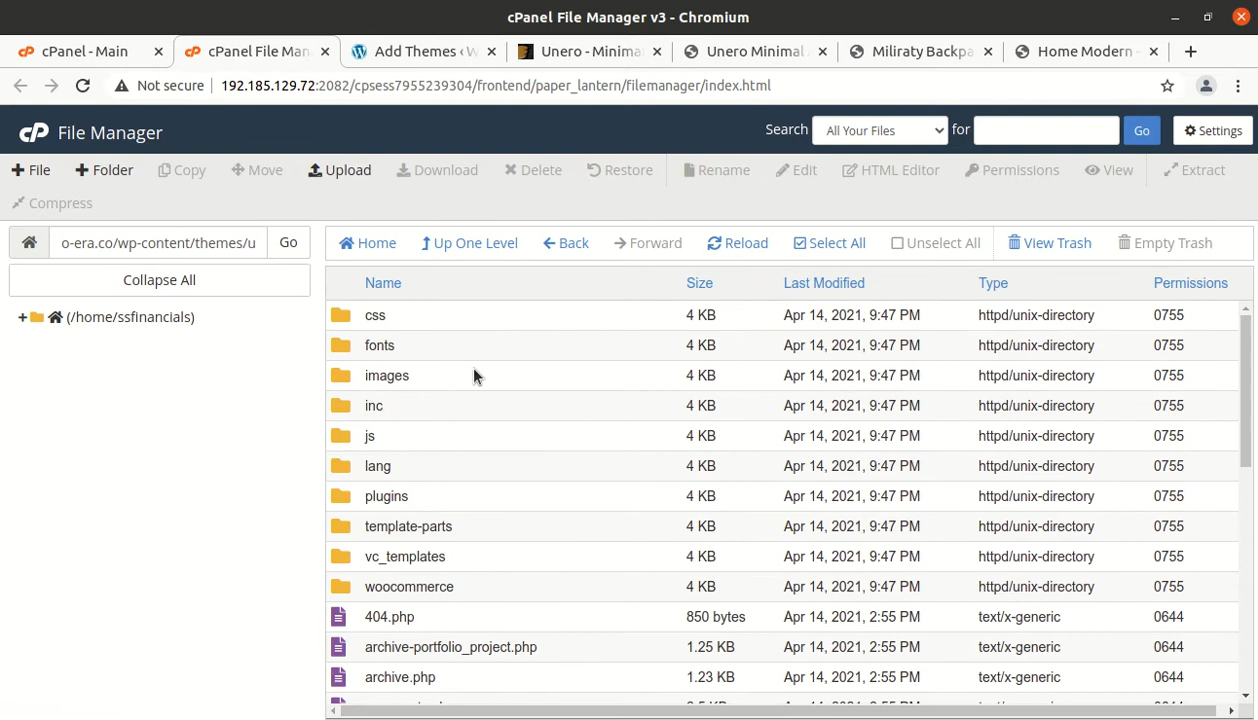 cPanel File Manager v3 - Chromium
cPanel - Main
cPanel File Man
Add Themes ‹ W
Unero - Minima
Unero Minimal
Miliraty Backpa
Home Modern -
Not secure
192.185.129.72:2082/cpsess7955239304/frontend/paper_lantern/filemanager/index.html
cP File Manager
Search All Your Files for Go Settings
File Folder Copy Move Upload Download Delete Restore Rename Edit HTML Editor Permissions View Extract
Compress
o-era.co/wp-content/themes/u Go
Home Up One Level Back Forward Reload Select All Unselect All View Trash Empty Trash
Collapse All
(/home/ssfinancials)
Name Size Last Modified Type Permissions
css 4 KB Apr 14, 2021, 9:47 PM httpd/unix-directory 0755
fonts 4 KB Apr 14, 2021, 9:47 PM httpd/unix-directory 0755
images 4 KB Apr 14, 2021, 9:47 PM httpd/unix-directory 0755
inc 4 KB Apr 14, 2021, 9:47 PM httpd/unix-directory 0755
js 4 KB Apr 14, 2021, 9:47 PM httpd/unix-directory 0755
lang 4 KB Apr 14, 2021, 9:47 PM httpd/unix-directory 0755
plugins 4 KB Apr 14, 2021, 9:47 PM httpd/unix-directory 0755
template-parts 4 KB Apr 14, 2021, 9:47 PM httpd/unix-directory 0755
vc_templates 4 KB Apr 14, 2021, 9:47 PM httpd/unix-directory 0755
woocommerce 4 KB Apr 14, 2021, 9:47 PM httpd/unix-directory 0755
404.php 850 bytes Apr 14, 2021, 2:55 PM text/x-generic 0644
archive-portfolio_project.php 1.25 KB Apr 14, 2021, 2:55 PM text/x-generic 0644
archive.php 1.23 KB Apr 14, 2021, 2:55 PM text/x-generic 0644